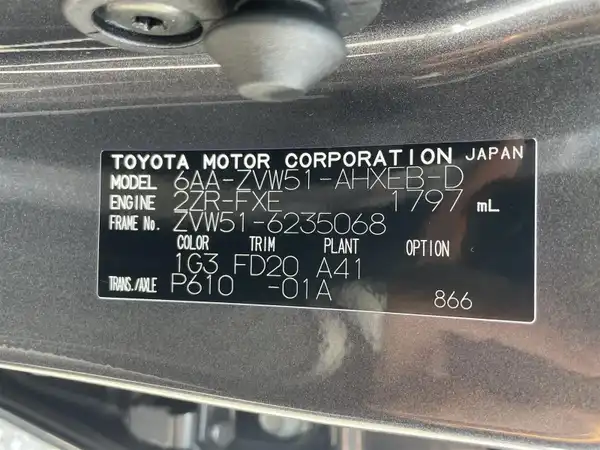 TOYOTA MOTOR CORPORATION JAPAN
MODEL 6AA-ZVW51-AHXEB-D
ENGINE 2ZR-FXE 1797 mL
FRAME No. ZVW51-6235068
COLOR TRIM PLANT OPTION
1G3 FD20 A41
TRANS./AXLE P610 -01A 866